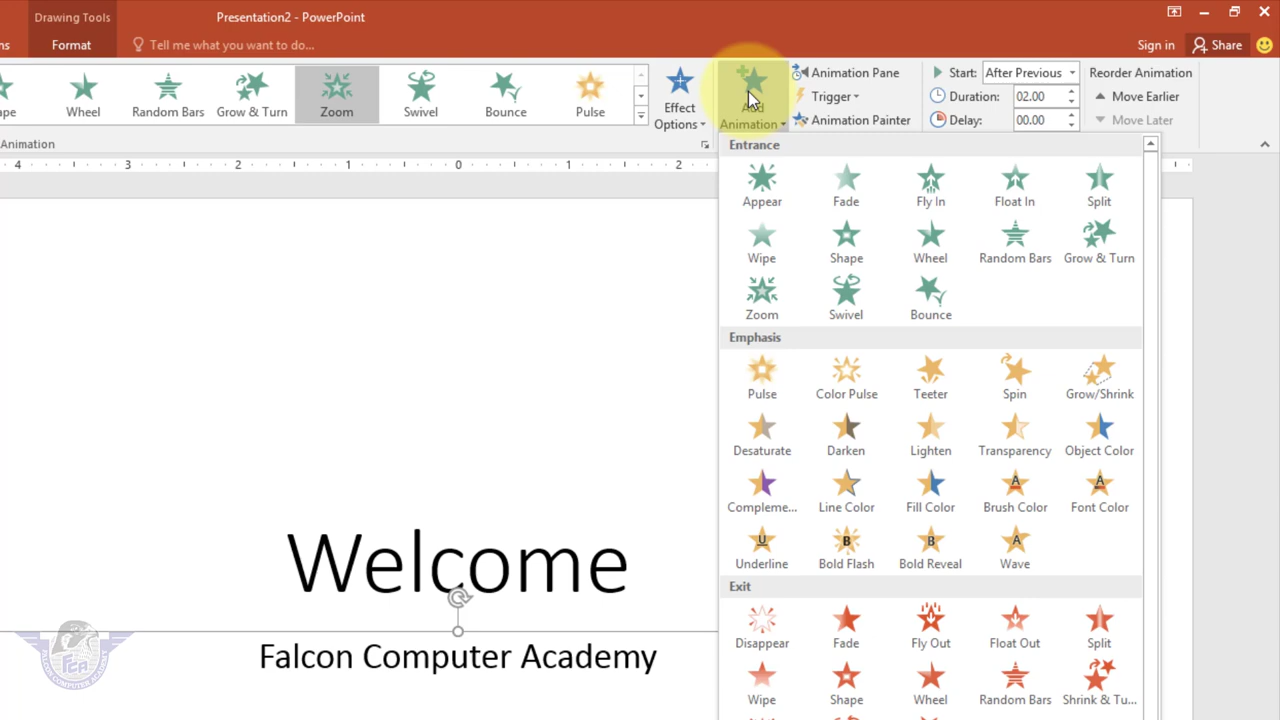 Drawing Tools
Presentation2 - PowerPoint
ns
Format
Tell me what you want to do...
Sign in
Share
ape
Wheel
Random Bars
Grow & Turn
Zoom
Swivel
Bounce
Pulse
Effect
Options
Add
Animation
Animation Pane
Trigger
Animation Painter
Start: After Previous
Duration: 02.00
Delay: 00.00
Reorder Animation
Move Earlier
Move Later
Animation
4 3 2 1 0 1 2
Entrance
Appear Fade Fly In Float In Split
Wipe Shape Wheel Random Bars Grow & Turn
Zoom Swivel Bounce
Emphasis
Pulse Color Pulse Teeter Spin Grow/Shrink
Desaturate Darken Lighten Transparency Object Color
Compleme... Line Color Fill Color Brush Color Font Color
Underline Bold Flash Bold Reveal Wave
Exit
Disappear Fade Fly Out Float Out Split
Wipe Shape Wheel Random Bars Shrink & Tu...
Welcome
Falcon Computer Academy
FCA